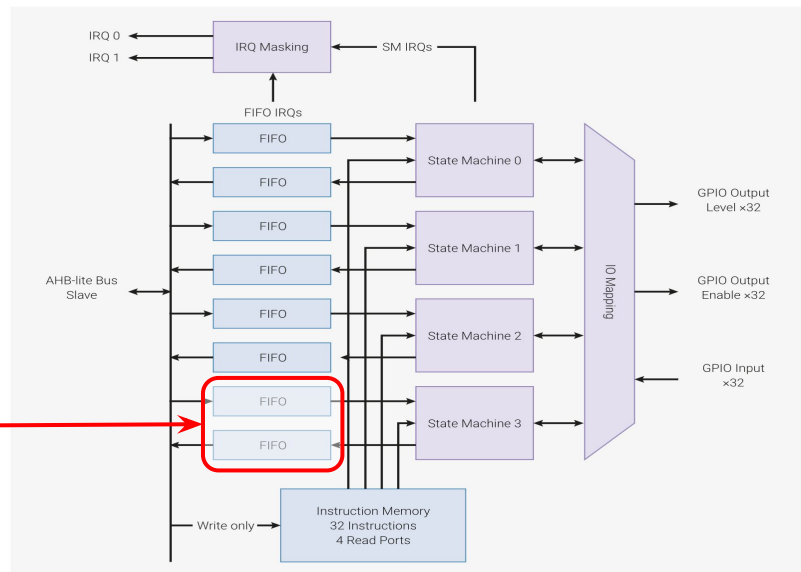 IRQ 0
IRQ 1
IRQ Masking
SM IRQs
FIFO IRQs
FIFO
FIFO
State Machine 0
FIFO
FIFO
State Machine 1
AHB-lite Bus
Slave
FIFO
FIFO
State Machine 2
FIFO
FIFO
State Machine 3
IO Mapping
GPIO Output
Level ×32
GPIO Output
Enable ×32
GPIO Input
×32
Write only
Instruction Memory
32 Instructions
4 Read Ports